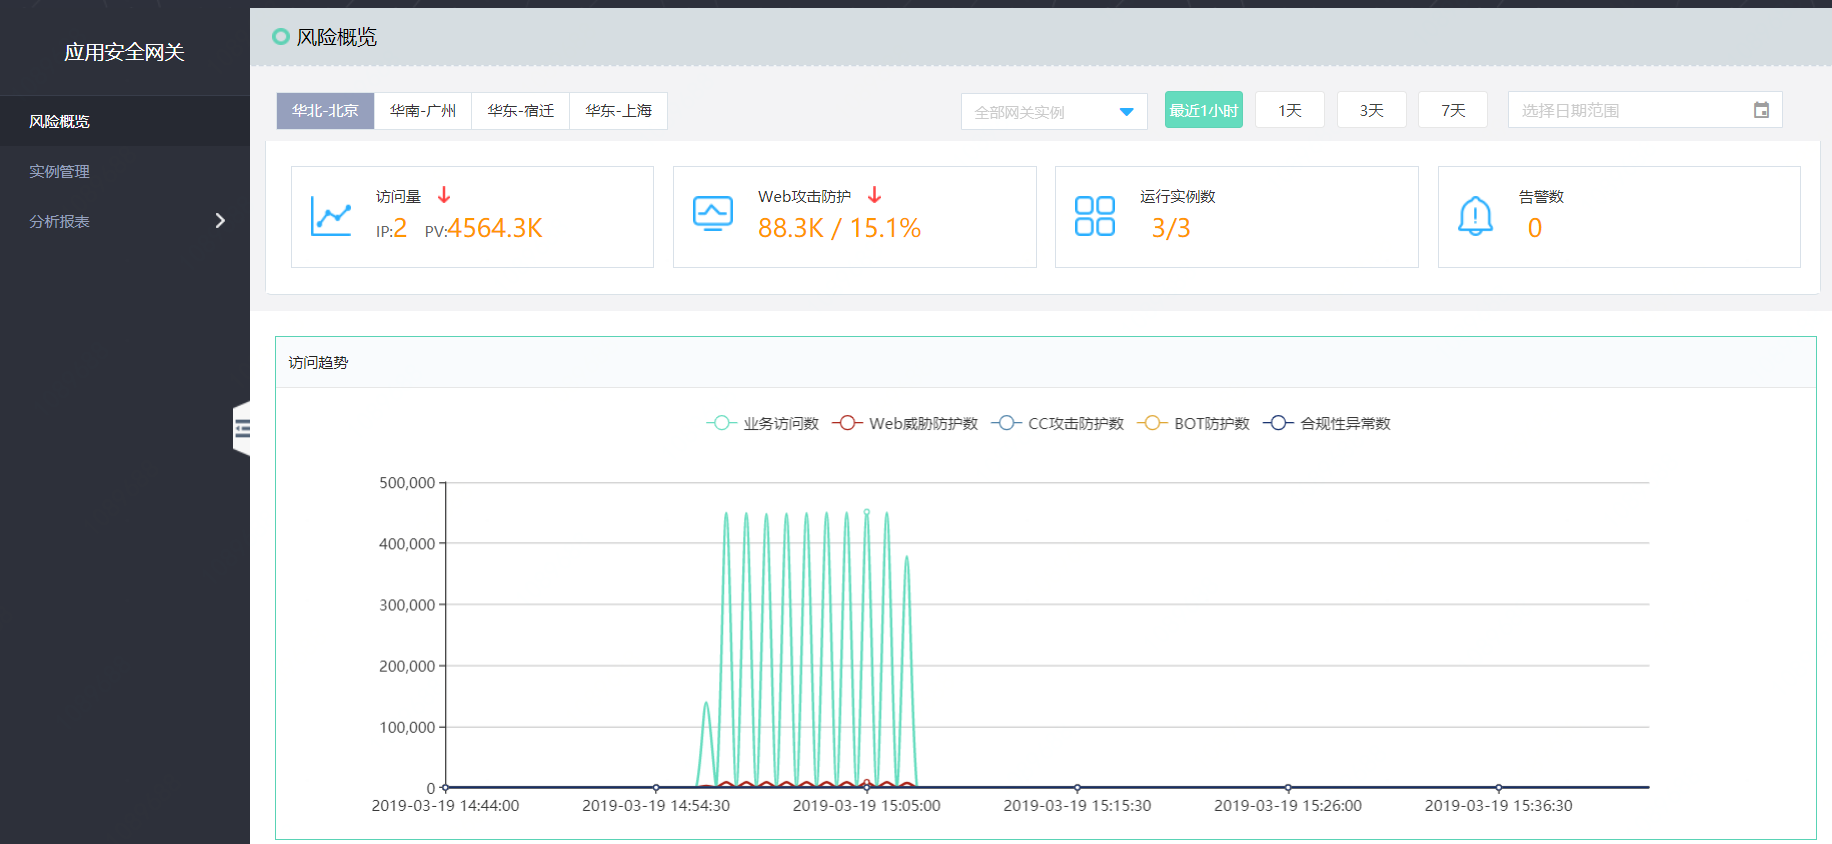 应用安全网关
风险概览
实例管理
分析报表
风险概览
华北-北京 华南-广州 华东-宿迁 华东-上海 全部网关实例 最近1小时 1天 3天 7天 选择日期范围
访问量
IP:2 PV:4564.3K
Web攻击防护
88.3K / 15.1%
运行实例数
3/3
告警数
0
访问趋势
业务访问数 Web威胁防护数 CC攻击防护数 BOT防护数 合规性异常数
500,000
400,000
300,000
200,000
100,000
0
2019-03-19 14:44:00 2019-03-19 14:54:30 2019-03-19 15:05:00 2019-03-19 15:15:30 2019-03-19 15:26:00 2019-03-19 15:36:30